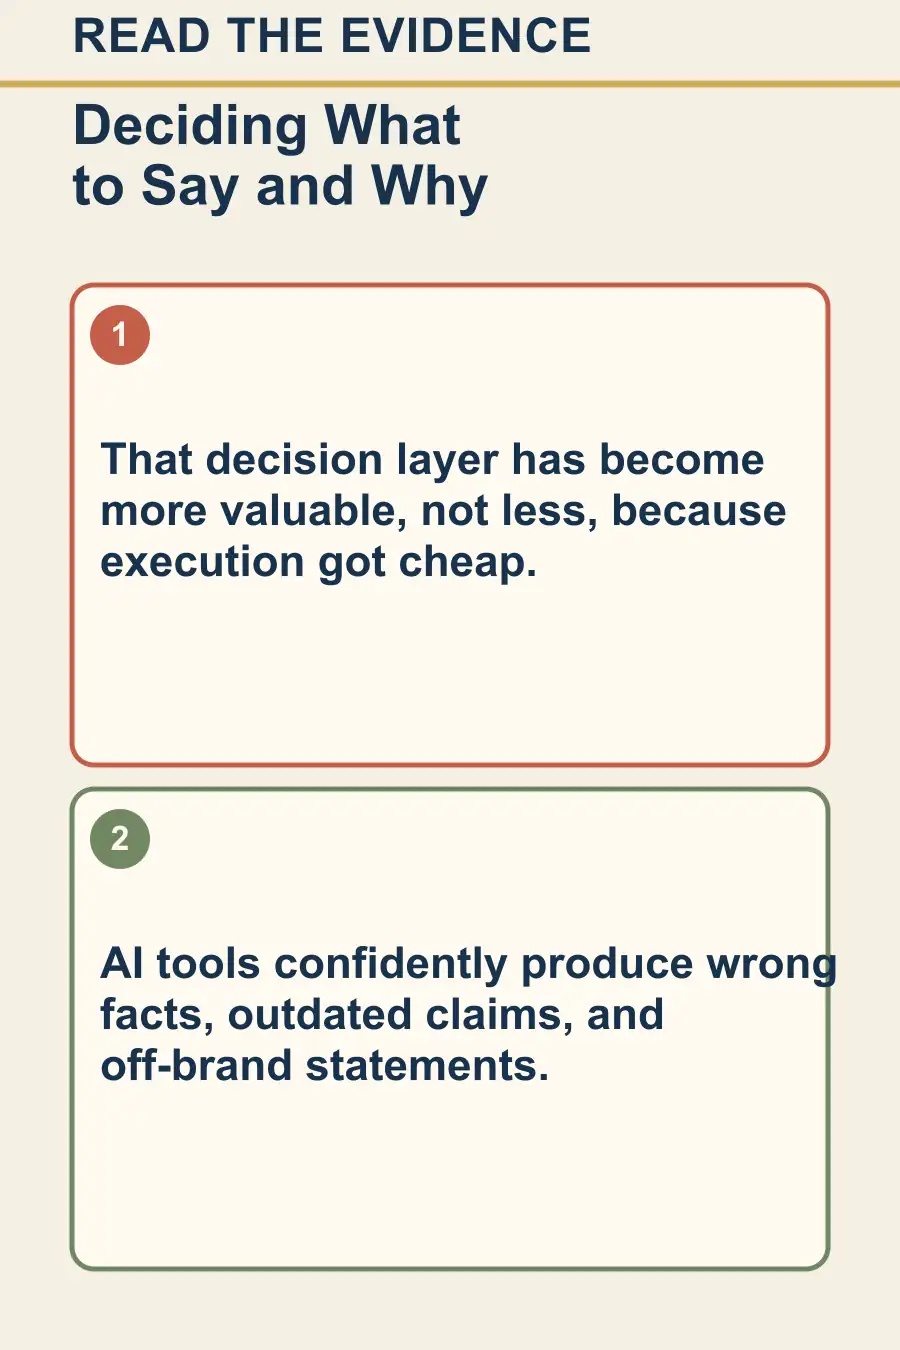 READ THE EVIDENCE
Deciding What
to Say and Why
1
That decision layer has become
more valuable, not less, because
execution got cheap.
2
AI tools confidently produce wrong
facts, outdated claims, and
off-brand statements.